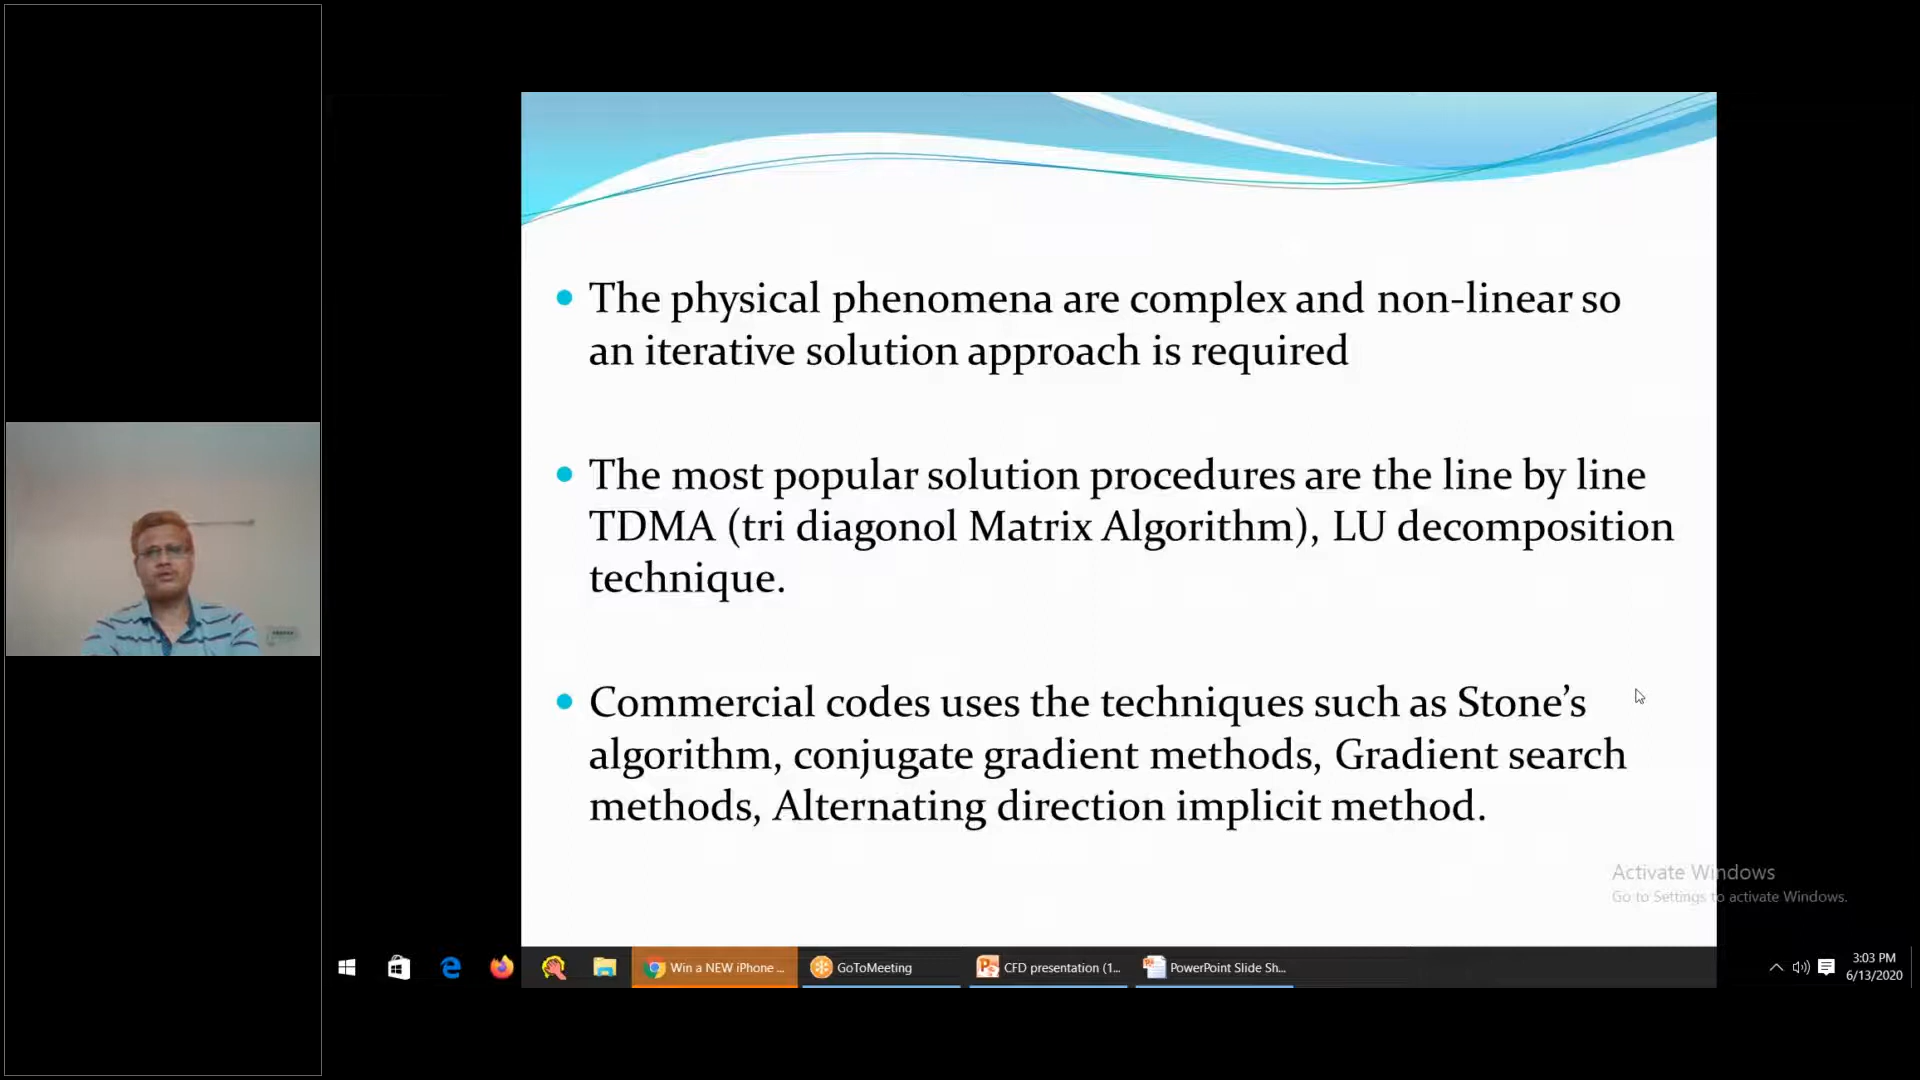 The physical phenomena are complex and non-linear so
an iterative solution approach is required
The most popular solution procedures are the line by line
TDMA (tri diagonol Matrix Algorithm), LU decomposition
technique.
Commercial codes uses the techniques such as Stone’s
algorithm, conjugate gradient methods, Gradient search
methods, Alternating direction implicit method.
Activate Windows
Go to Settings to activate Windows.
Win a NEW iPhone ...
GoToMeeting
CFD presentation (1...
PowerPoint Slide Sh...
3:03 PM
6/13/2020